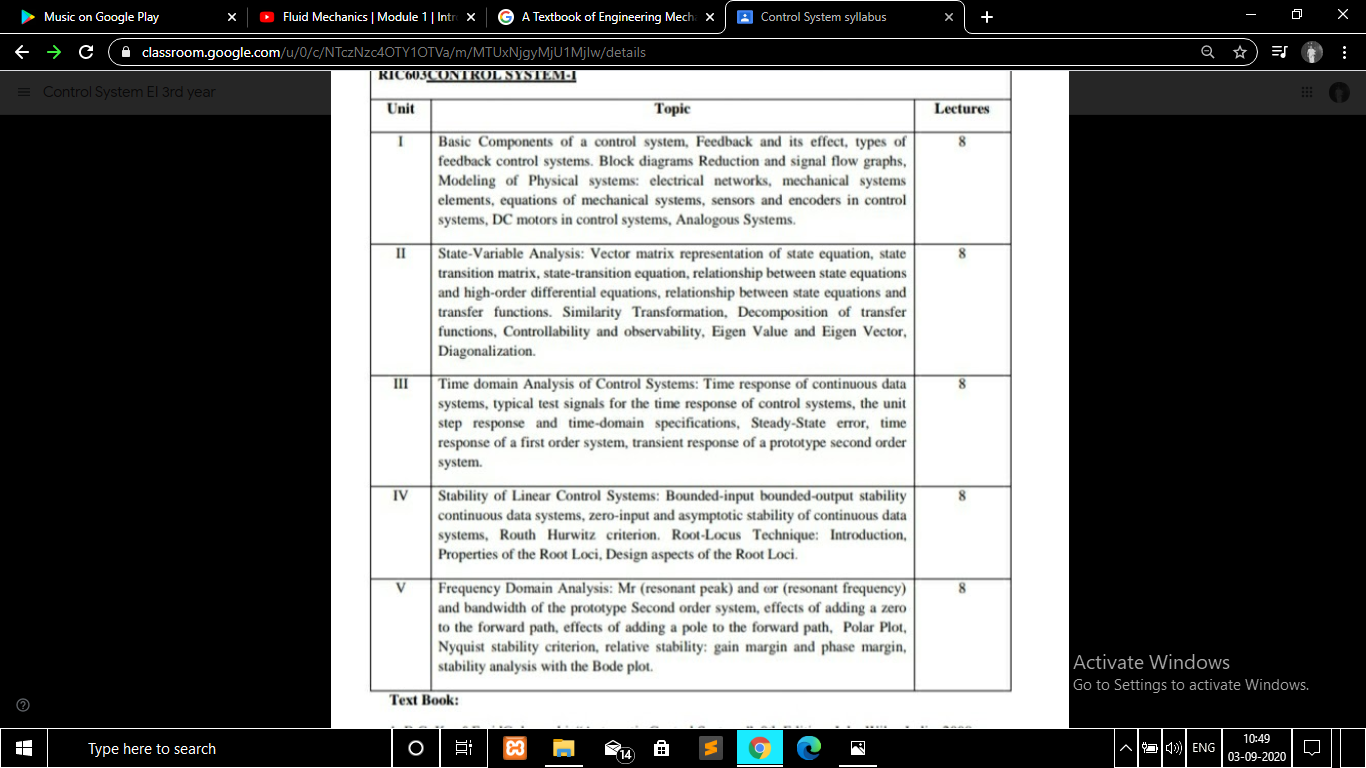 Music on Google Play
Fluid Mechanics | Module 1 | Intr
A Textbook of Engineering Mech
Control System syllabus
classroom.google.com/u/0/c/NTczNzc4OTY1OTVa/m/MTUxNjgyMjU1Mjlw/details
Control System EI 3rd year
RIC603CONTROL SYSTEM-I
Unit Topic Lectures
I Basic Components of a control system, Feedback and its effect, types of 8
feedback control systems. Block diagrams Reduction and signal flow graphs,
Modeling of Physical systems: electrical networks, mechanical systems
elements, equations of mechanical systems, sensors and encoders in control
systems, DC motors in control systems, Analogous Systems.
II State-Variable Analysis: Vector matrix representation of state equation, state 8
transition matrix, state-transition equation, relationship between state equations
and high-order differential equations, relationship between state equations and
transfer functions. Similarity Transformation, Decomposition of transfer
functions, Controllability and observability, Eigen Value and Eigen Vector,
Diagonalization.
III Time domain Analysis of Control Systems: Time response of continuous data 8
systems, typical test signals for the time response of control systems, the unit
step response and time-domain specifications, Steady-State error, time
response of a first order system, transient response of a prototype second order
system.
IV Stability of Linear Control Systems: Bounded-input bounded-output stability 8
continuous data systems, zero-input and asymptotic stability of continuous data
systems, Routh Hurwitz criterion. Root-Locus Technique: Introduction,
Properties of the Root Loci, Design aspects of the Root Loci.
V Frequency Domain Analysis: Mr (resonant peak) and ωr (resonant frequency) 8
and bandwidth of the prototype Second order system, effects of adding a zero
to the forward path, effects of adding a pole to the forward path, Polar Plot,
Nyquist stability criterion, relative stability: gain margin and phase margin,
stability analysis with the Bode plot.
Text Book:
Activate Windows
Go to Settings to activate Windows.
Type here to search
14
ENG
10:49
03-09-2020